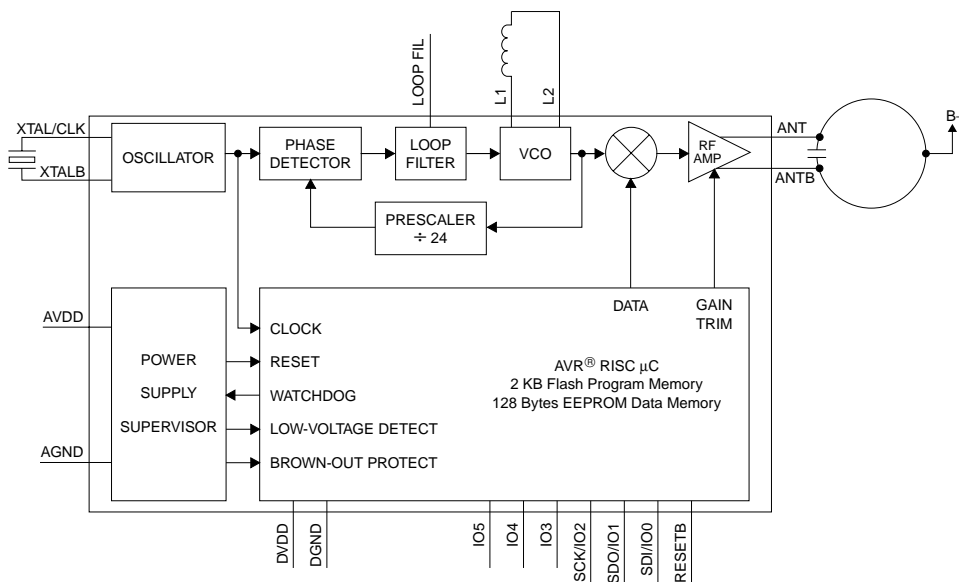 LOOP FIL
L1
L2
XTAL/CLK
XTALB
OSCILLATOR
PHASE
DETECTOR
LOOP
FILTER
VCO
RF
AMP
ANT
ANTB
B-
PRESCALER
÷ 24
AVDD
AGND
POWER
SUPPLY
SUPERVISOR
CLOCK
RESET
WATCHDOG
LOW-VOLTAGE DETECT
BROWN-OUT PROTECT
DATA
GAIN
TRIM
AVR® RISC µC
2 KB Flash Program Memory
128 Bytes EEPROM Data Memory
DVDD
DGND
IO5
IO4
IO3
SCK/IO2
SDO/IO1
SDI/IO0
RESETB